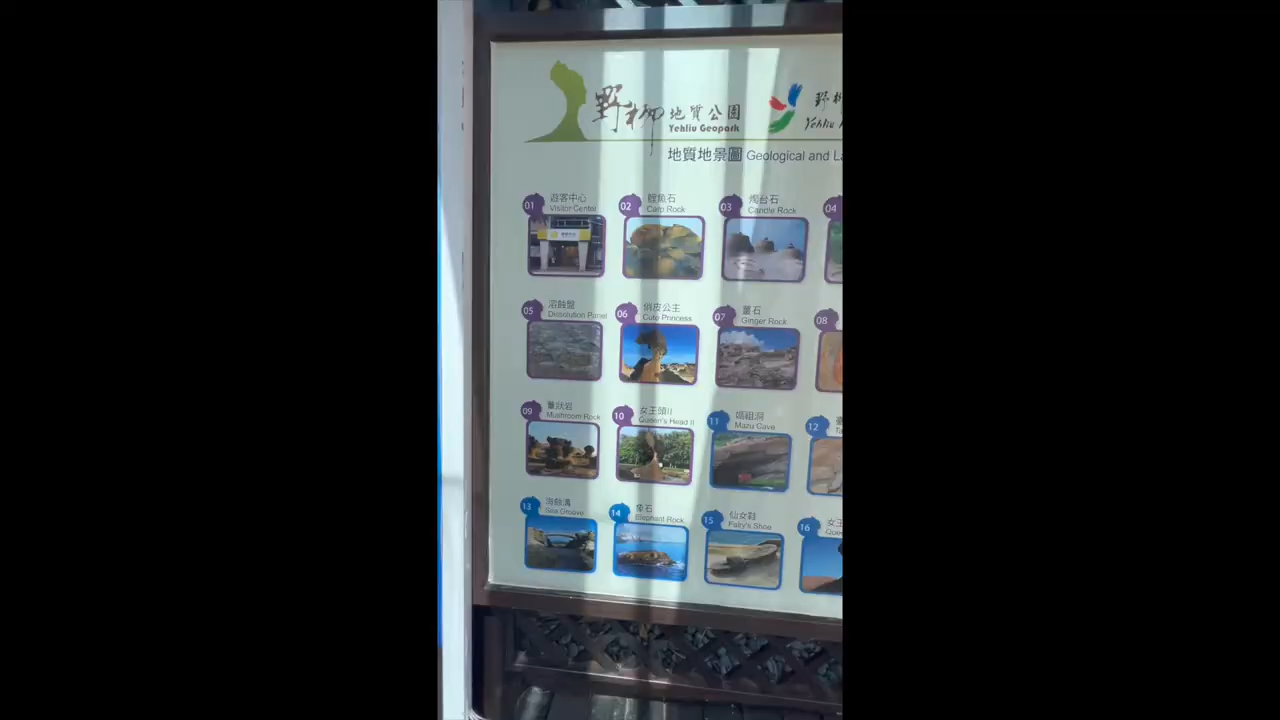 野柳地質公園
Yehliu Geopark
野柳
Yehliu
地質地景圖 Geological and La
01 遊客中心 Visitor Center
02 鯉魚石 Carp Rock
03 燭台石 Candle Rock
04
05 溶蝕盤 Dissolution Panel
06 俏皮公主 Cute Princess
07 薑石 Ginger Rock
08
09 蕈狀岩 Mushroom Rock
10 女王頭II Queen's Head II
11 媽祖洞 Mazu Cave
12
13 海蝕溝 Sea Groove
14 象石 Elephant Rock
15 仙女鞋 Fairy's Shoe
16 女王 Que